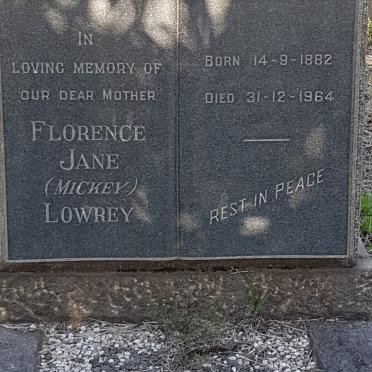 In
Loving Memory of
our dear Mother
Florence
Jane
(Mickey)
Lowrey
Born 14-9-1882
Died 31-12-1964
Rest in Peace